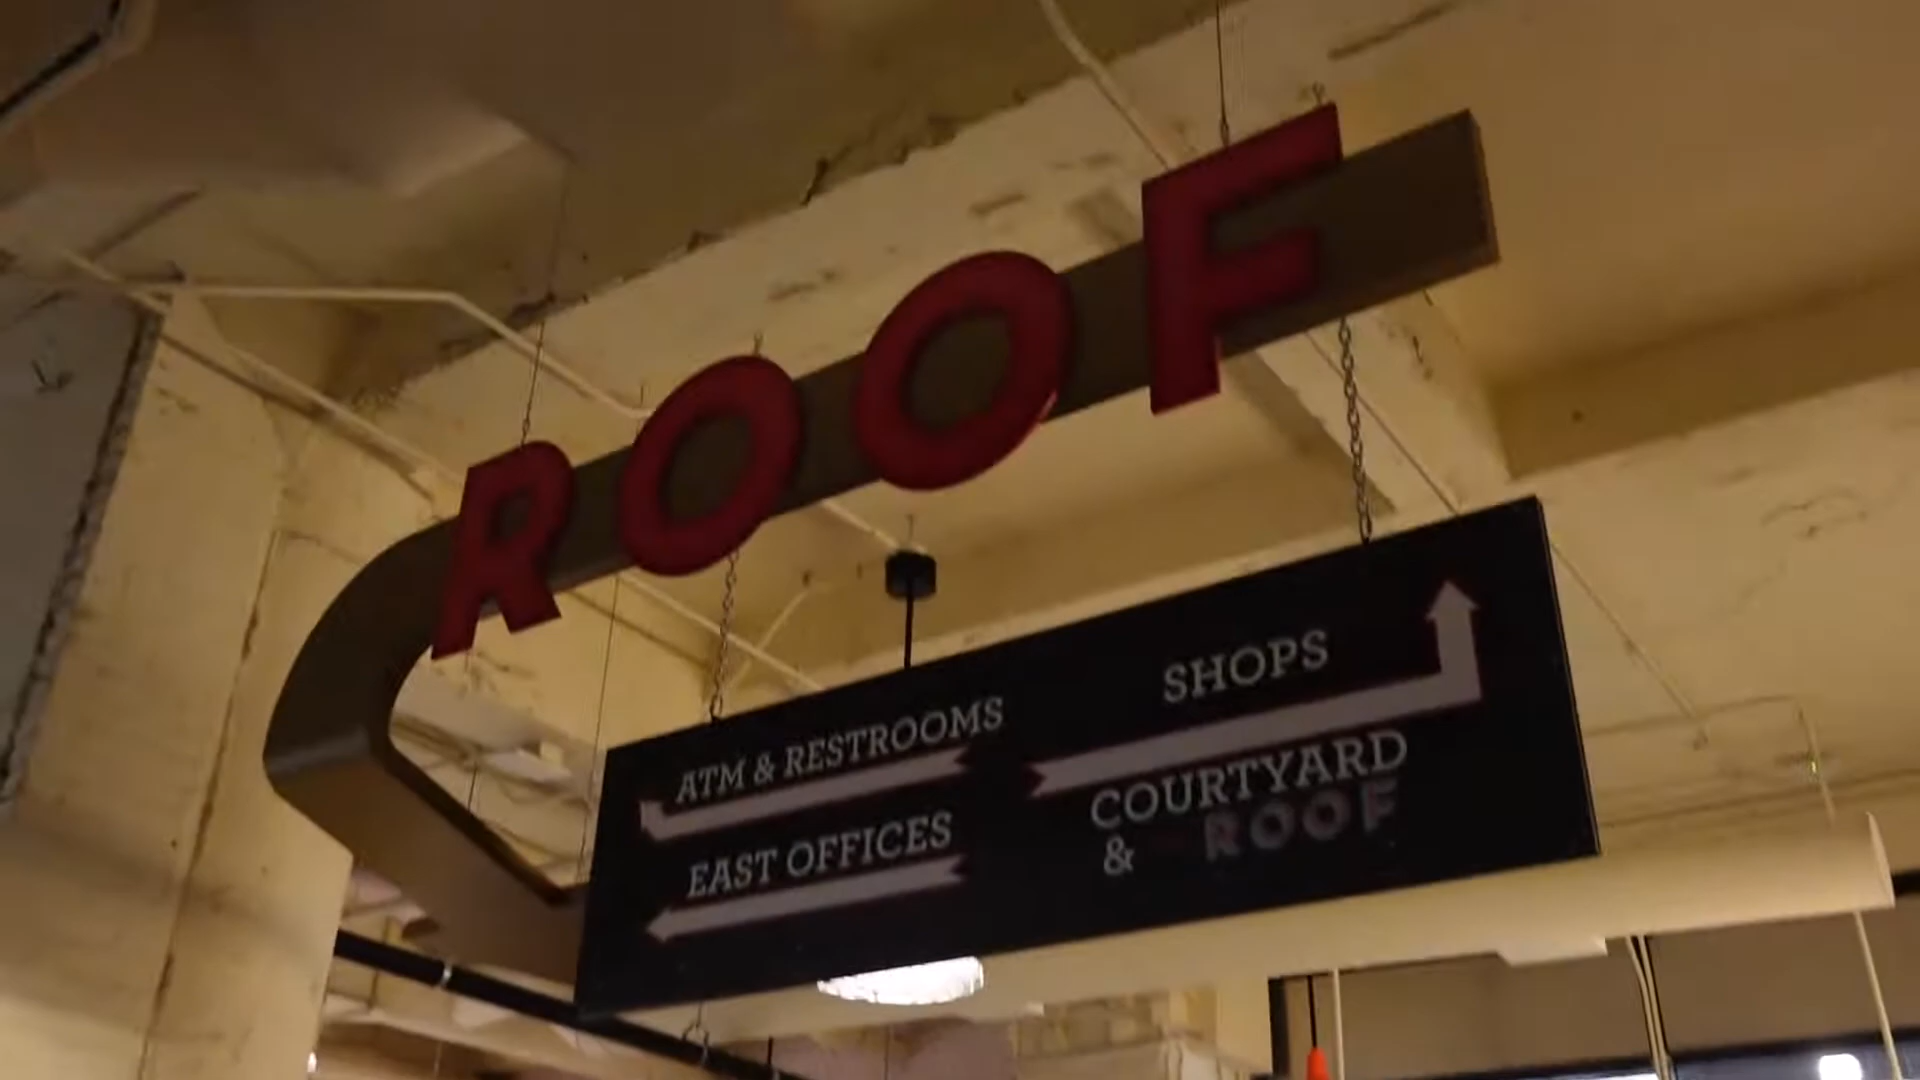 ROOF
ATM & RESTROOMS
EAST OFFICES
SHOPS
COURTYARD
& ROOF